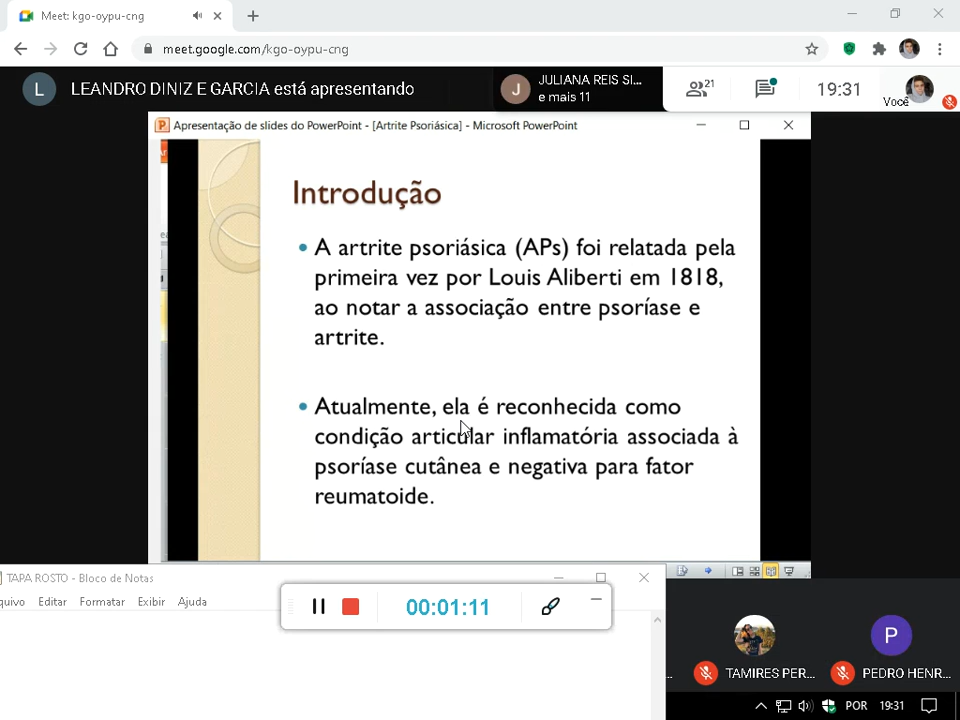 Meet: kgo-oypu-cng
meet.google.com/kgo-oypu-cng
L
LEANDRO DINIZ E GARCIA está apresentando
J
JULIANA REIS SI...
e mais 11
21
19:31
Você
Apresentação de slides do PowerPoint - [Artrite Psoriásica] - Microsoft PowerPoint
Introdução
• A artrite psoriásica (APs) foi relatada pela
primeira vez por Louis Aliberti em 1818,
ao notar a associação entre psoríase e
artrite.
• Atualmente, ela é reconhecida como
condição articular inflamatória associada à
psoríase cutânea e negativa para fator
reumatoide.
TAPA ROSTO - Bloco de Notas
quivo Editar Formatar Exibir Ajuda
00:01:11
P
... TAMIRES PER... PEDRO HENR...
POR 19:31